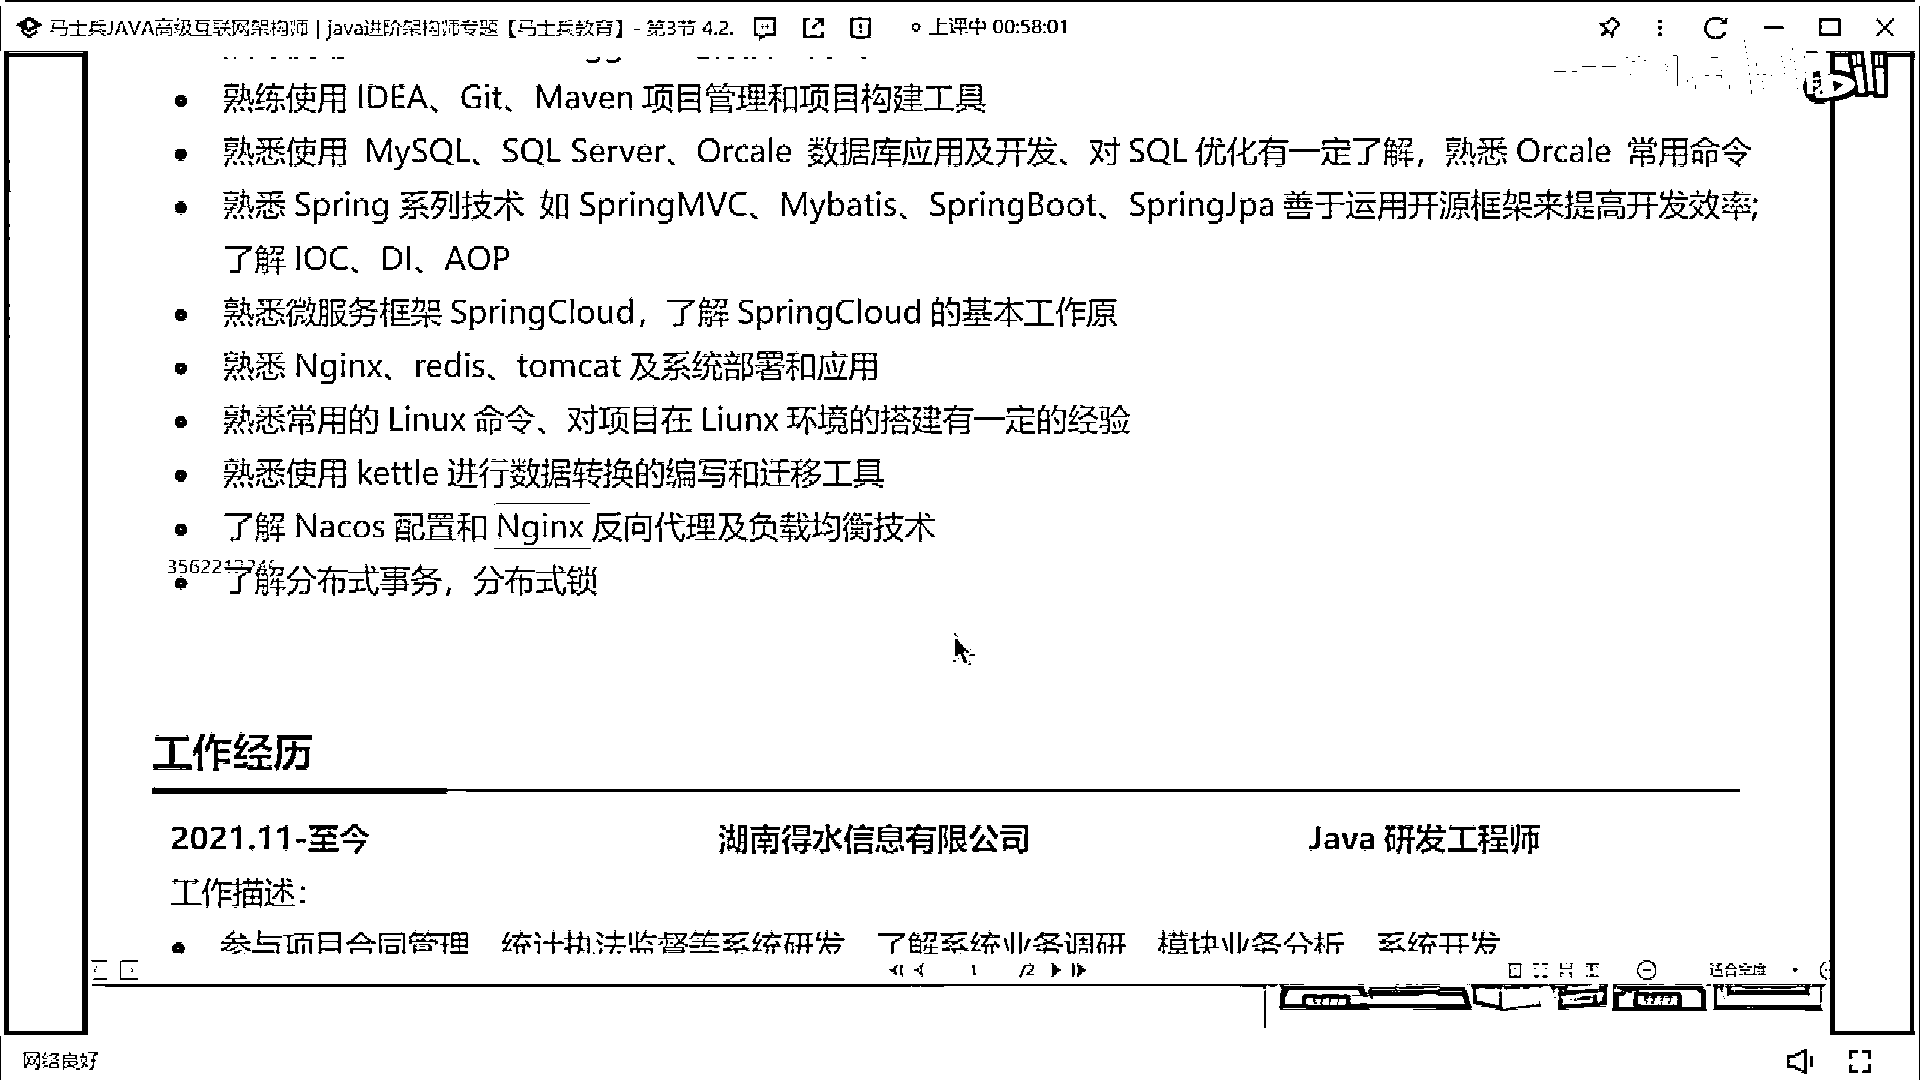 马士兵JAVA高级互联网架构师 | java进阶架构师专题【马士兵教育】- 第3节 4.2. 上课中 00:58:01
bili
熟练使用 IDEA、Git、Maven 项目管理和项目构建工具
熟悉使用 MySQL、SQL Server、Orcale 数据库应用及开发、对 SQL 优化有一定了解，熟悉 Orcale 常用命令
熟悉 Spring 系列技术 如 SpringMVC、Mybatis、SpringBoot、SpringJpa 善于运用开源框架来提高开发效率;
了解 IOC、DI、AOP
熟悉微服务框架 SpringCloud，了解 SpringCloud 的基本工作原
熟悉 Nginx、redis、tomcat 及系统部署和应用
熟悉常用的 Linux 命令、对项目在 Liunx 环境的搭建有一定的经验
熟悉使用 kettle 进行数据转换的编写和迁移工具
了解 Nacos 配置和 Nginx 反向代理及负载均衡技术
了解分布式事务，分布式锁
工作经历
2021.11-至今 湖南得水信息有限公司 Java 研发工程师
工作描述：
参与项目合同管理 统计执法监督等系统研发 了解系统业务调研 模块业务分析 系统开发
1 /2 适合宽度
网络良好